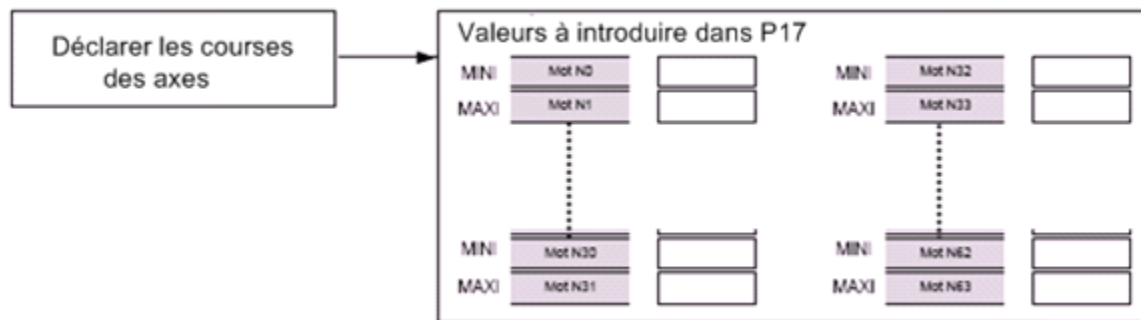 Déclarer les courses
des axes
Valeurs à introduire dans P17
MINI Mot N0 MINI Mot N32
MAXI Mot N1 MAXI Mot N33
MINI Mot N30 MINI Mot N62
MAXI Mot N31 MAXI Mot N63